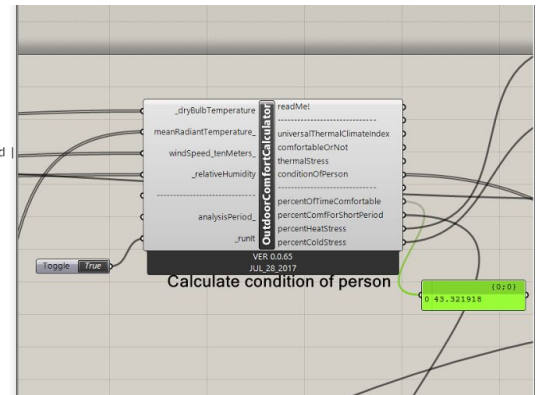 d |
_dryBulbTemperature
meanRadiantTemperature_
windSpeed_tenMeters_
_relativeHumidity
---------------------------------
analysisPeriod_
_runIt
OutdoorComfortCalculator
readMe!
---------------------------------
universalThermalClimateIndex
comfortableOrNot
thermalStress
conditionOfPerson
---------------------------------
percentOfTimeComfortable
percentComfForShortPeriod
percentHeatStress
percentColdStress
VER 0.0.65
JUL_28_2017
Toggle True
Calculate condition of person
{0;0}
0 43.321918